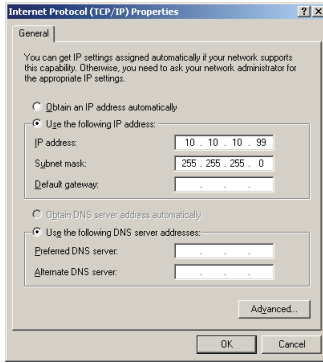 Internet Protocol (TCP/IP) Properties
General
You can get IP settings assigned automatically if your network supports
this capability. Otherwise, you need to ask your network administrator for
the appropriate IP settings.
Obtain an IP address automatically
Use the following IP address:
IP address: 10 . 10 . 10 . 99
Subnet mask: 255 . 255 . 255 . 0
Default gateway: . . .
Obtain DNS server address automatically
Use the following DNS server addresses:
Preferred DNS server: . . .
Alternate DNS server: . . .
Advanced...
OK Cancel